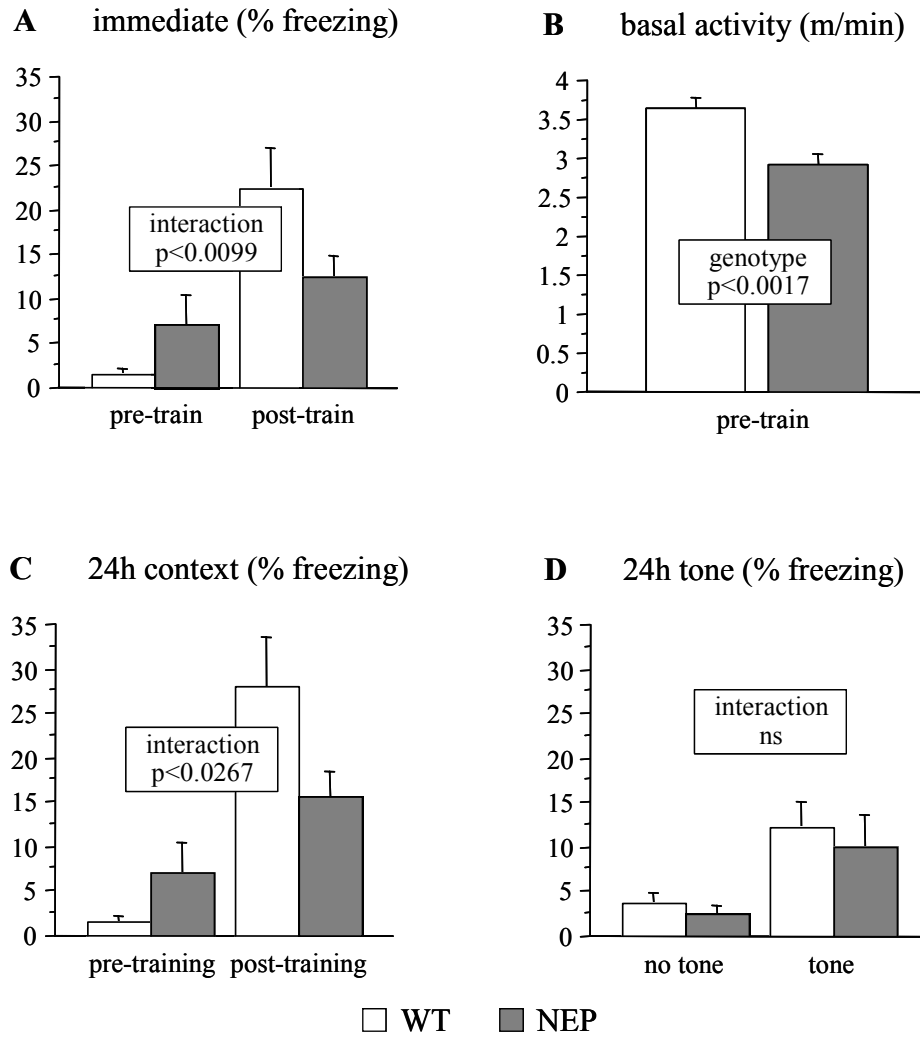 A immediate (% freezing)
35
30
25
20
15
10
5
0
interaction
p<0.0099
pre-train post-train
B basal activity (m/min)
4
3.5
3
2.5
2
1.5
1
0.5
0
genotype
p<0.0017
pre-train
C 24h context (% freezing)
35
30
25
20
15
10
5
0
interaction
p<0.0267
pre-training post-training
D 24h tone (% freezing)
35
30
25
20
15
10
5
0
interaction
ns
no tone tone
WT NEP